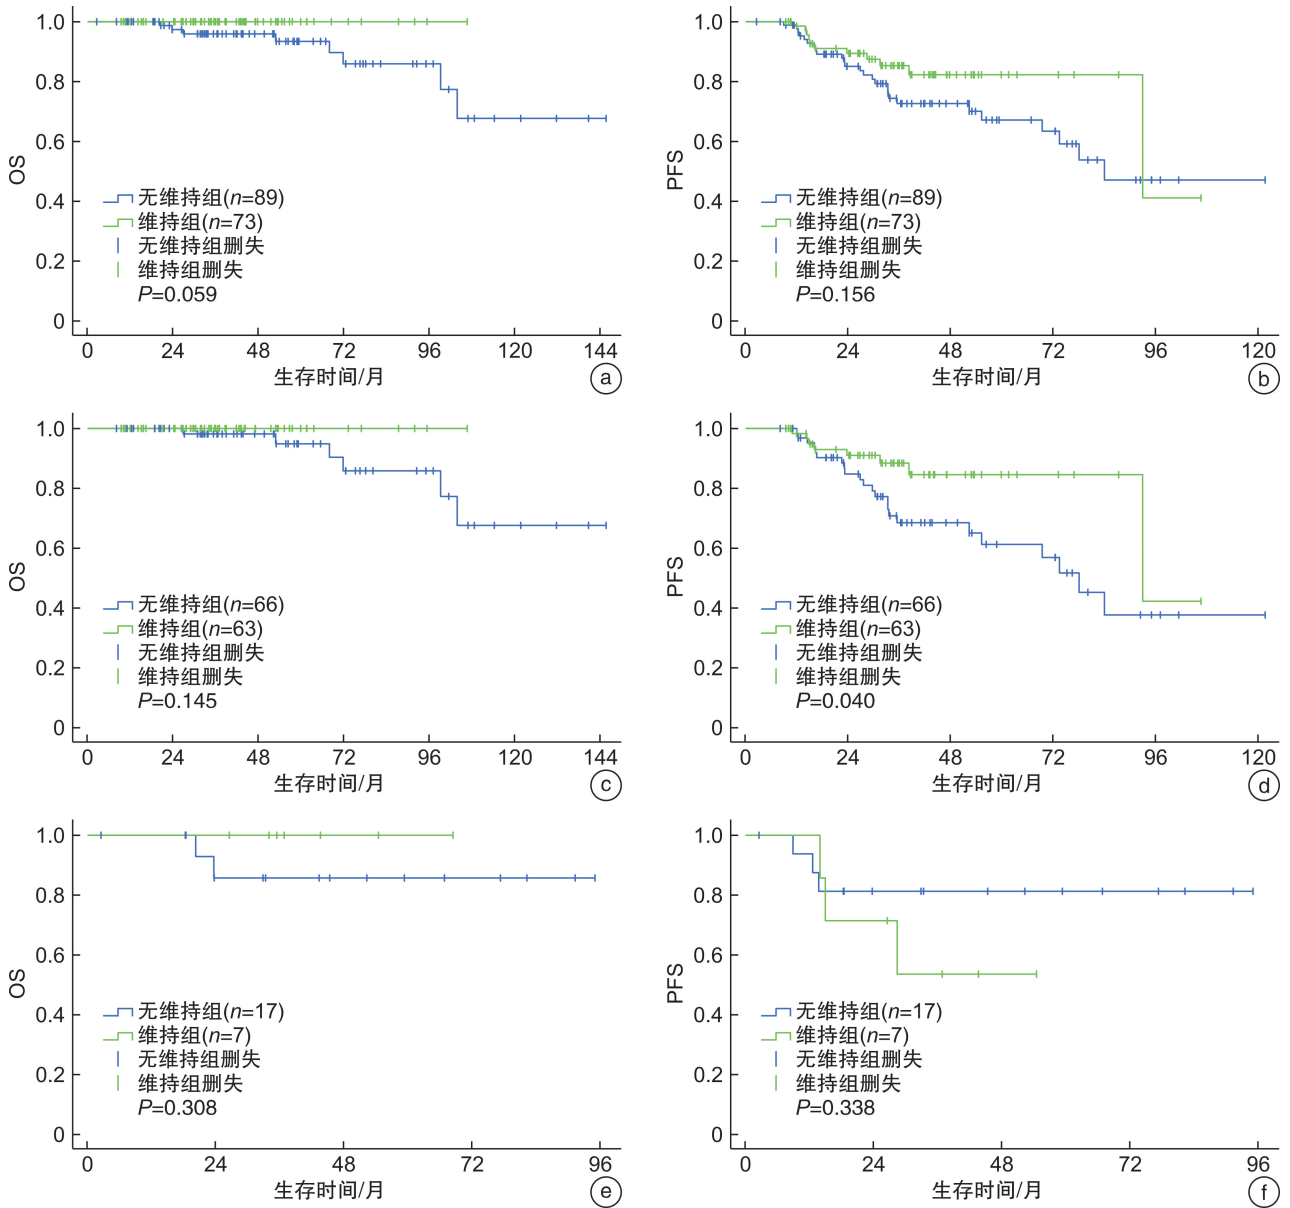 1.0
0.8
0.6
0.4
0.2
0
OS
无维持组(n=89)
维持组(n=73)
无维持组删失
维持组删失
P=0.059
0 24 48 72 96 120 144
生存时间/月
a
1.0
0.8
0.6
0.4
0.2
0
PFS
无维持组(n=89)
维持组(n=73)
无维持组删失
维持组删失
P=0.156
0 24 48 72 96 120
生存时间/月
b
1.0
0.8
0.6
0.4
0.2
0
OS
无维持组(n=66)
维持组(n=63)
无维持组删失
维持组删失
P=0.145
0 24 48 72 96 120 144
生存时间/月
c
1.0
0.8
0.6
0.4
0.2
0
PFS
无维持组(n=66)
维持组(n=63)
无维持组删失
维持组删失
P=0.040
0 24 48 72 96 120
生存时间/月
d
1.0
0.8
0.6
0.4
0.2
0
OS
无维持组(n=17)
维持组(n=7)
无维持组删失
维持组删失
P=0.308
0 24 48 72 96
生存时间/月
e
1.0
0.8
0.6
0.4
0.2
0
PFS
无维持组(n=17)
维持组(n=7)
无维持组删失
维持组删失
P=0.338
0 24 48 72 96
生存时间/月
f